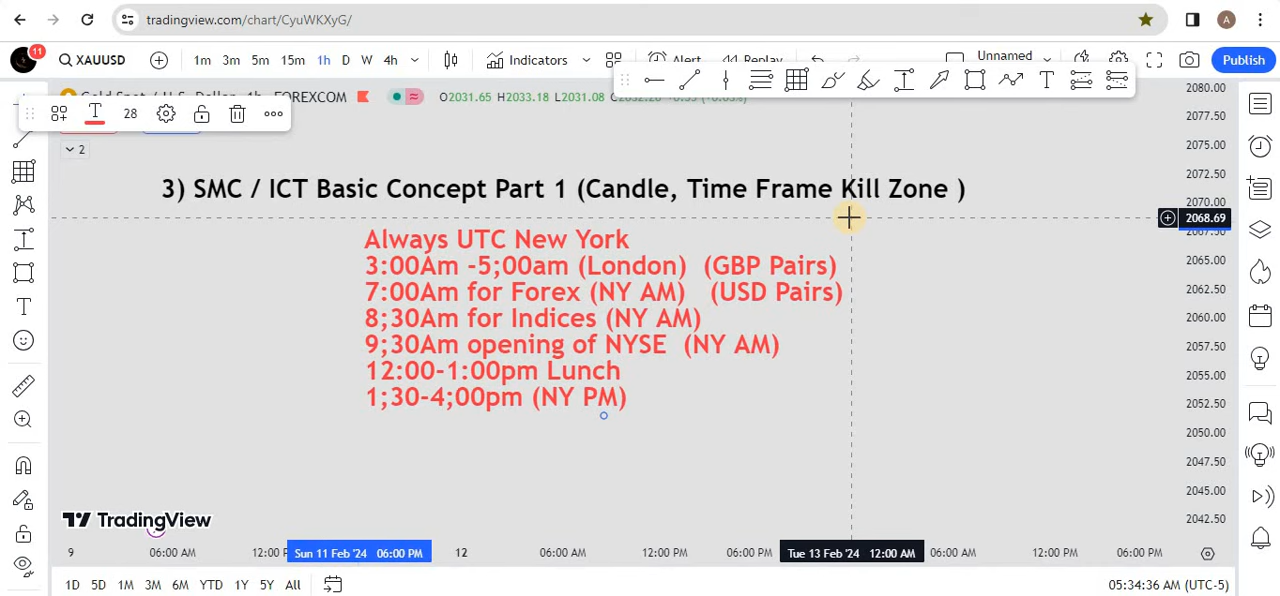 tradingview.com/chart/CyuWKXyG/
A
11
XAUUSD
1m 3m 5m 15m 1h D W 4h
Indicators
Alert
Replay
Unnamed
Publish
28
Gold Spot / U.S. Dollar 1h FOREXCOM
O2031.65 H2033.18 L2031.08
2
3) SMC / ICT Basic Concept Part 1 (Candle, Time Frame Kill Zone )
Always UTC New York
3:00Am -5;00am (London) (GBP Pairs)
7:00Am for Forex (NY AM) (USD Pairs)
8;30Am for Indices (NY AM)
9;30Am opening of NYSE (NY AM)
12:00-1:00pm Lunch
1;30-4;00pm (NY PM)
2080.00
2077.50
2075.00
2072.50
2070.00
2068.69
2067.50
2065.00
2062.50
2060.00
2057.50
2055.00
2052.50
2050.00
2047.50
2045.00
2042.50
TradingView
9 06:00 AM 12:00 P Sun 11 Feb '24 06:00 PM 12 06:00 AM 12:00 PM 06:00 PM Tue 13 Feb '24 12:00 AM 06:00 AM 12:00 PM 06:00 PM
1D 5D 1M 3M 6M YTD 1Y 5Y All
05:34:36 AM (UTC-5)